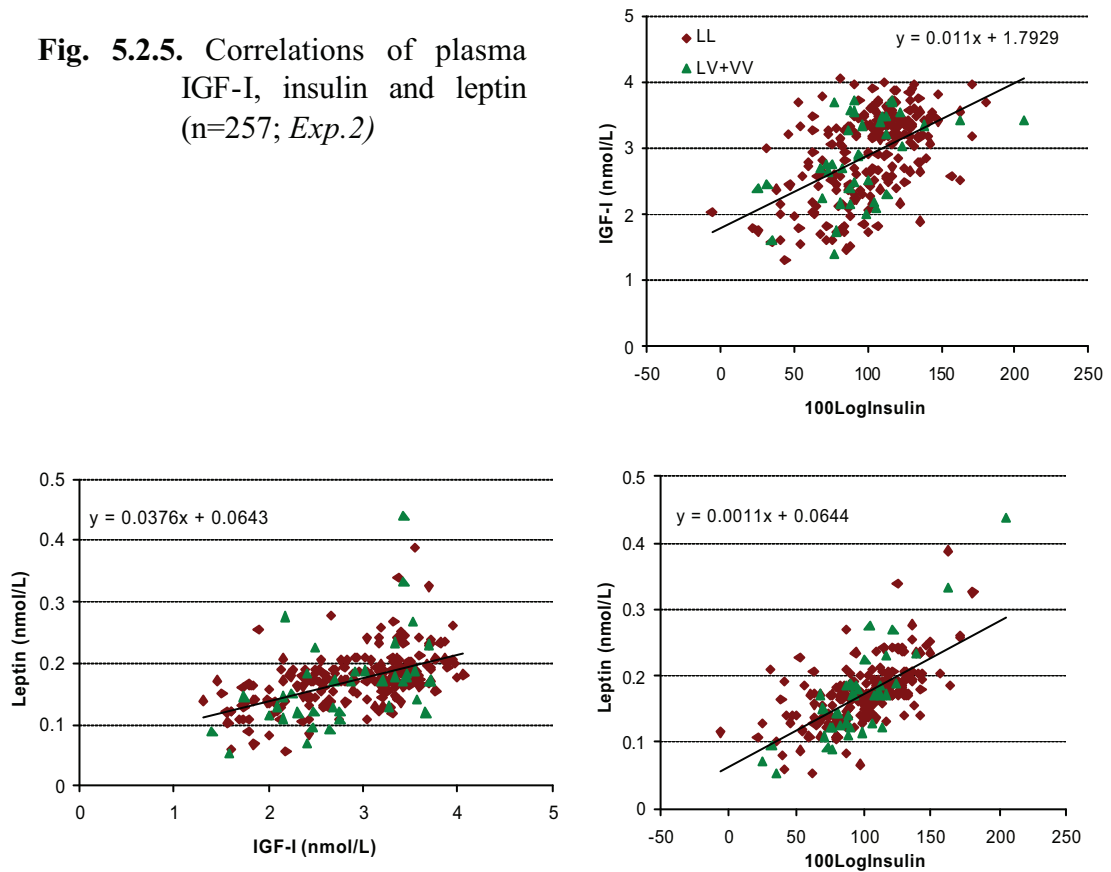 Fig. 5.2.5. Correlations of plasma
IGF-I, insulin and leptin
(n=257; Exp.2)
5
4
3
2
1
0
IGF-I (nmol/L)
LL
LV+VV
y = 0.011x + 1.7929
-50 0 50 100 150 200 250
100LogInsulin
0.5
0.4
0.3
0.2
0.1
0
Leptin (nmol/L)
y = 0.0376x + 0.0643
0 1 2 3 4 5
IGF-I (nmol/L)
0.5
0.4
0.3
0.2
0.1
0
Leptin (nmol/L)
y = 0.0011x + 0.0644
-50 0 50 100 150 200 250
100LogInsulin